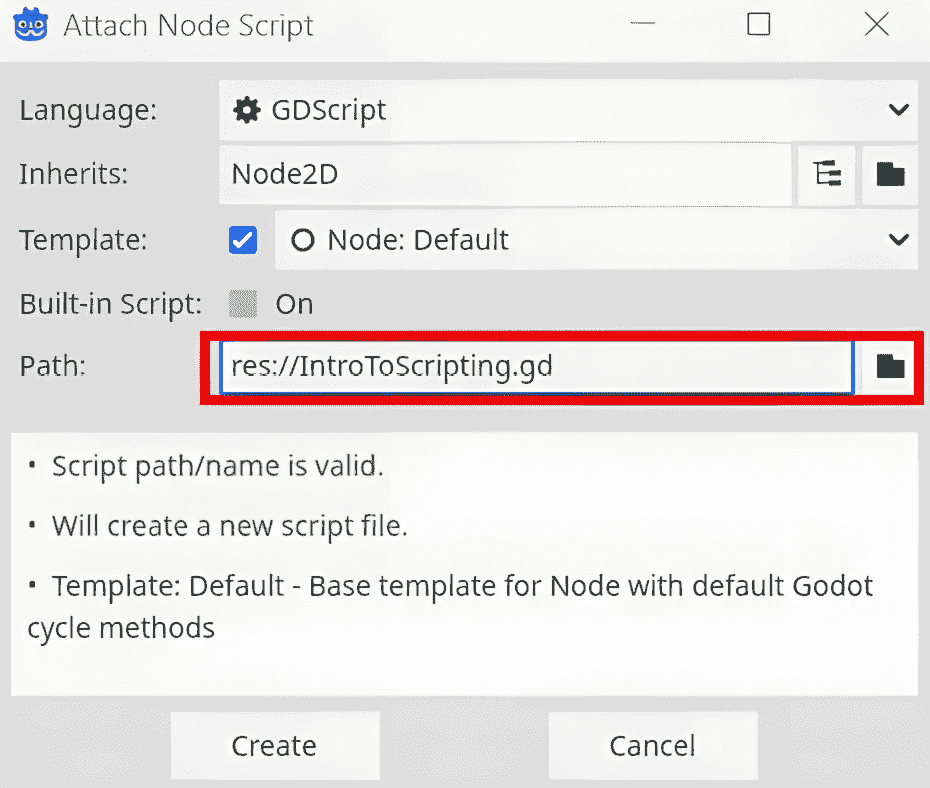 Attach Node Script
Language: GDScript
Inherits: Node2D
Template: Node: Default
Built-in Script: On
Path: res://IntroToScripting.gd
• Script path/name is valid.
• Will create a new script file.
• Template: Default - Base template for Node with default Godot
cycle methods
Create Cancel